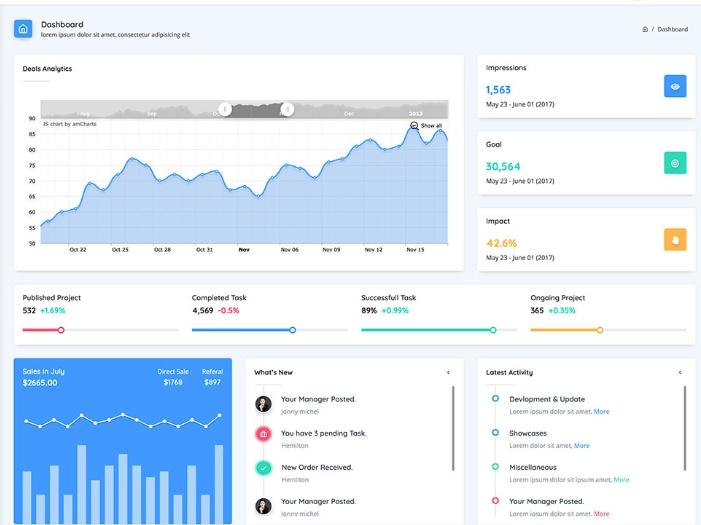 Dashboard
lorem ipsum dolor sit amet, consectetur adipisicing elit
/ Dashboard
Deals Analytics
Aug Sep Oct Dec 2013
JS chart by amCharts
Show all
90
85
80
75
70
65
60
55
50
Oct 22 Oct 25 Oct 28 Oct 31 Nov Nov 06 Nov 09 Nov 12 Nov 15
Impressions
1,563
May 23 - June 01 (2017)
Goal
30,564
May 23 - June 01 (2017)
Impact
42.6%
May 23 - June 01 (2017)
Published Project
532 +1.69%
Completed Task
4,569 -0.5%
Successfull Task
89% +0.99%
Ongoing Project
365 +0.35%
Sales In July
$2665.00
Direct Sale
$1768
Referal
$897
What's New
Your Manager Posted.
Jonny michel
You have 3 pending Task.
Hemilton
New Order Received.
Hemilton
Your Manager Posted.
Jonny michel
Latest Activity
Devlopment & Update
Lorem ipsum dolor sit amet, More
Showcases
Lorem dolor sit amet, More
Miscellaneous
Lorem ipsum dolor sit ipsum amet, More
Your Manager Posted.
Lorem ipsum dolor sit amet, More